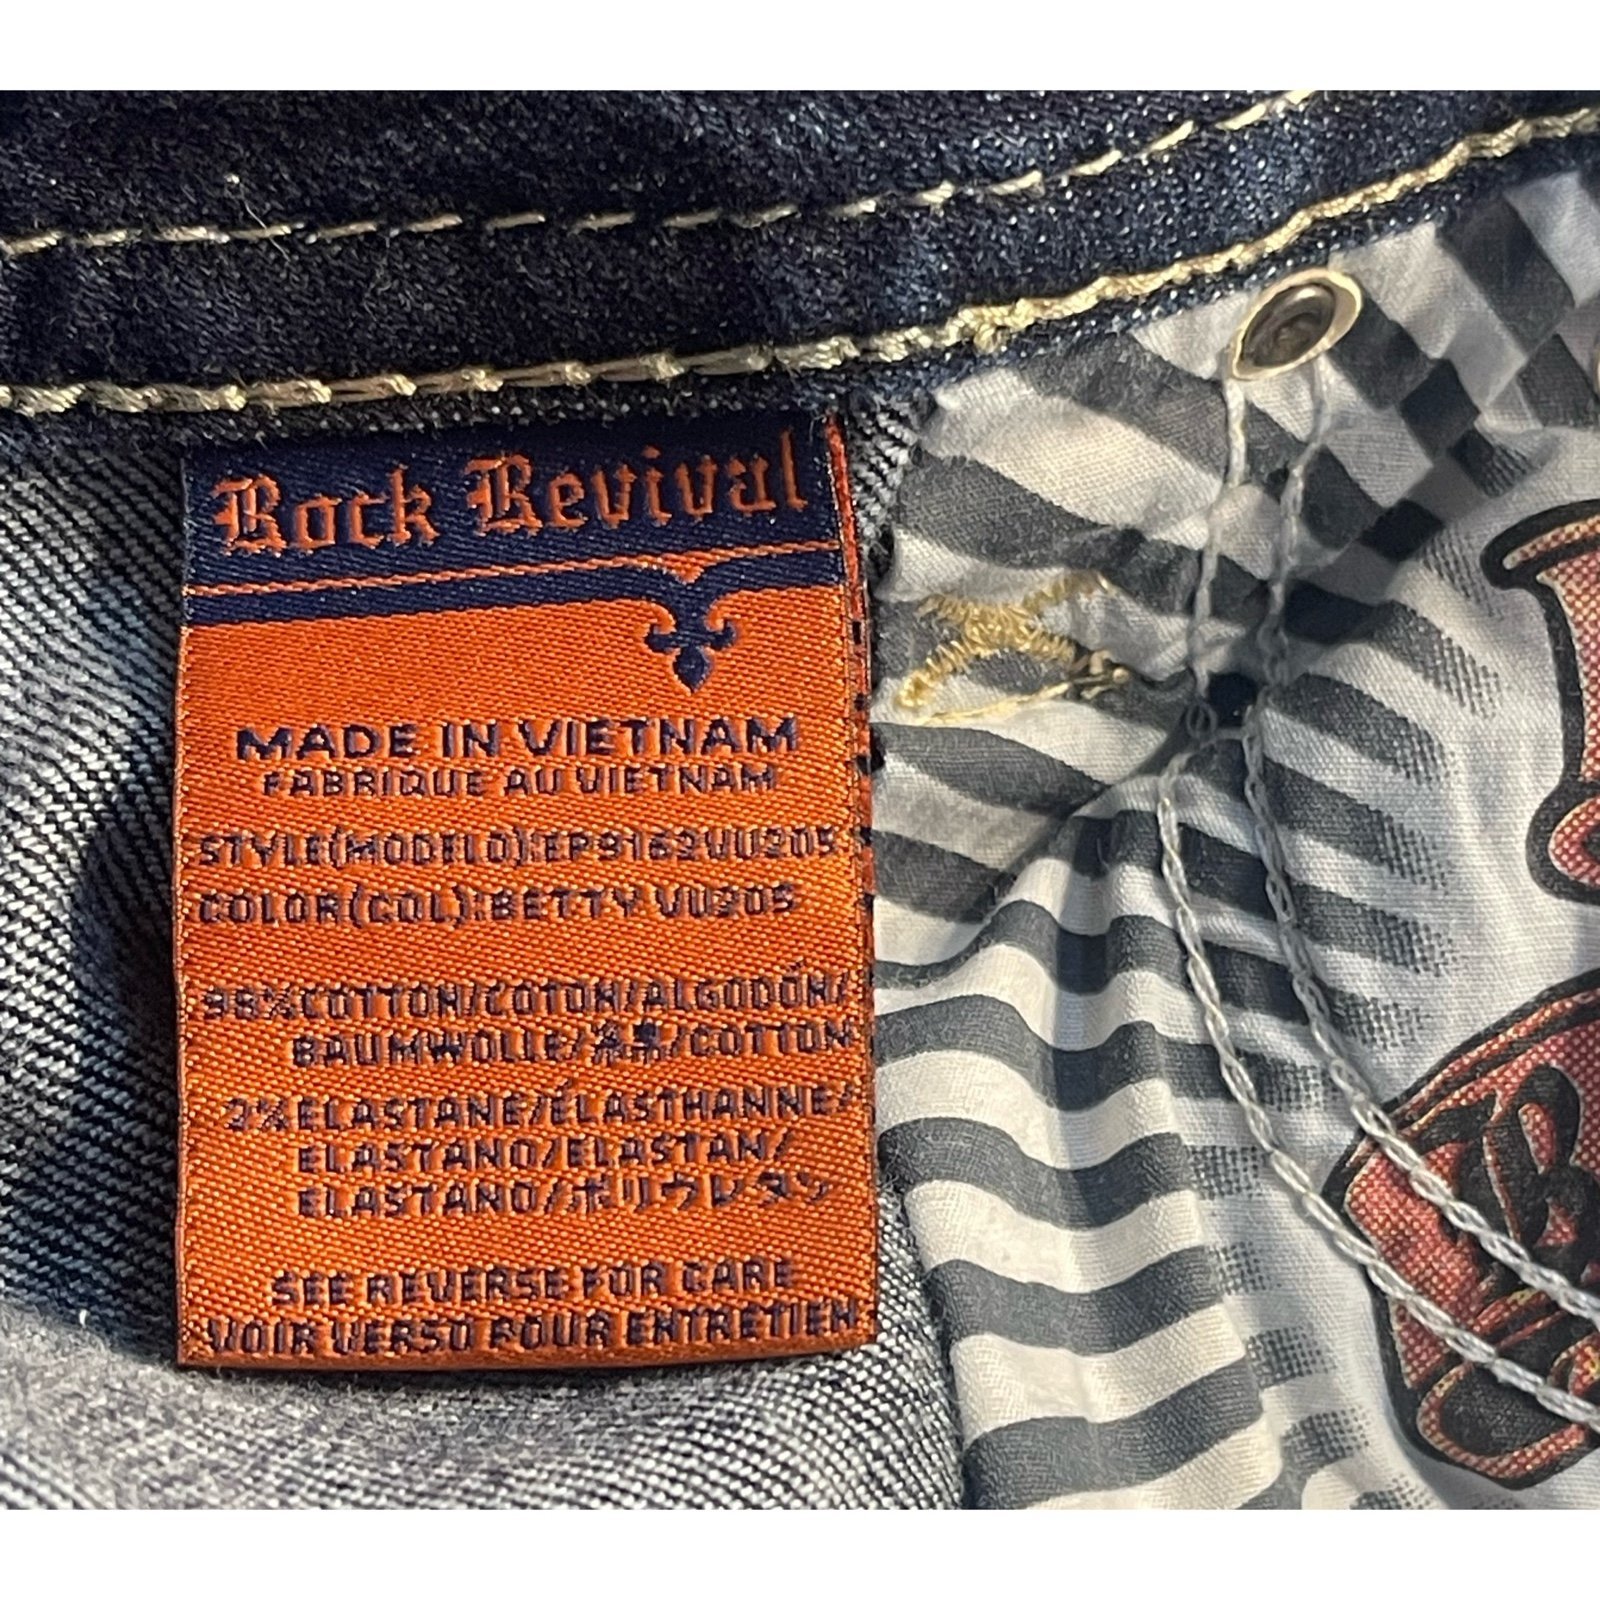 Rock Revival
MADE IN VIETNAM
FABRIQUE AU VIETNAM
STYLE(MODELO):EP9162VU205
COLOR(COL):BETTY VU205
98%COTTON/COTON/ALGODÓN/
BAUMWOLLE/綿/COTTON
2%ELASTANE/ÉLASTHANNE/
ELASTANO/ELASTAN/
ELASTANO/ポリウレタン
SEE REVERSE FOR CARE
VOIR VERSO POUR ENTRETIEN